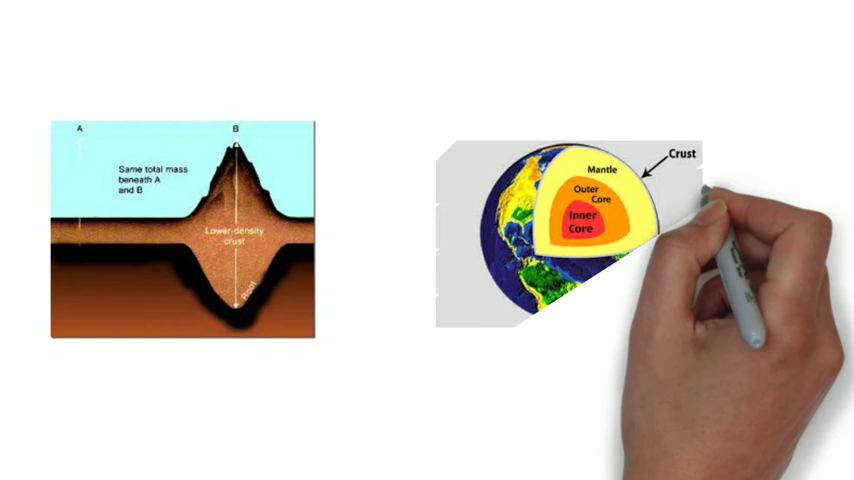 A
B
Same total mass
beneath A
and B
Lower-density
crust
Root
Crust
Mantle
Outer
Core
Inner
Core